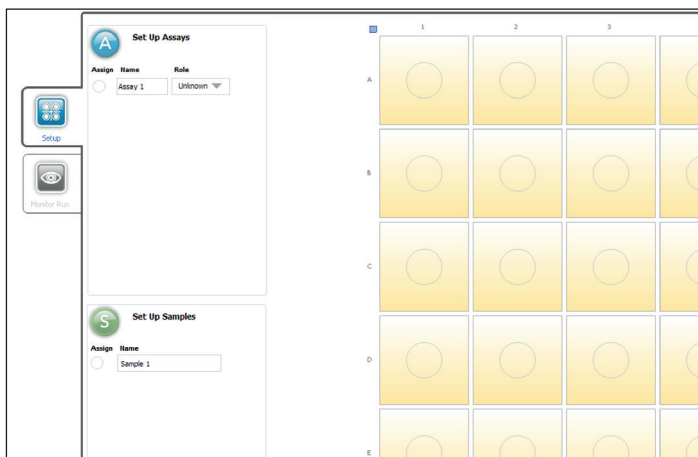 A
Set Up Assays
Assign Name Role
Assay 1 Unknown
Setup
Monitor Run
S
Set Up Samples
Assign Name
Sample 1
1 2 3
A
B
C
D
E